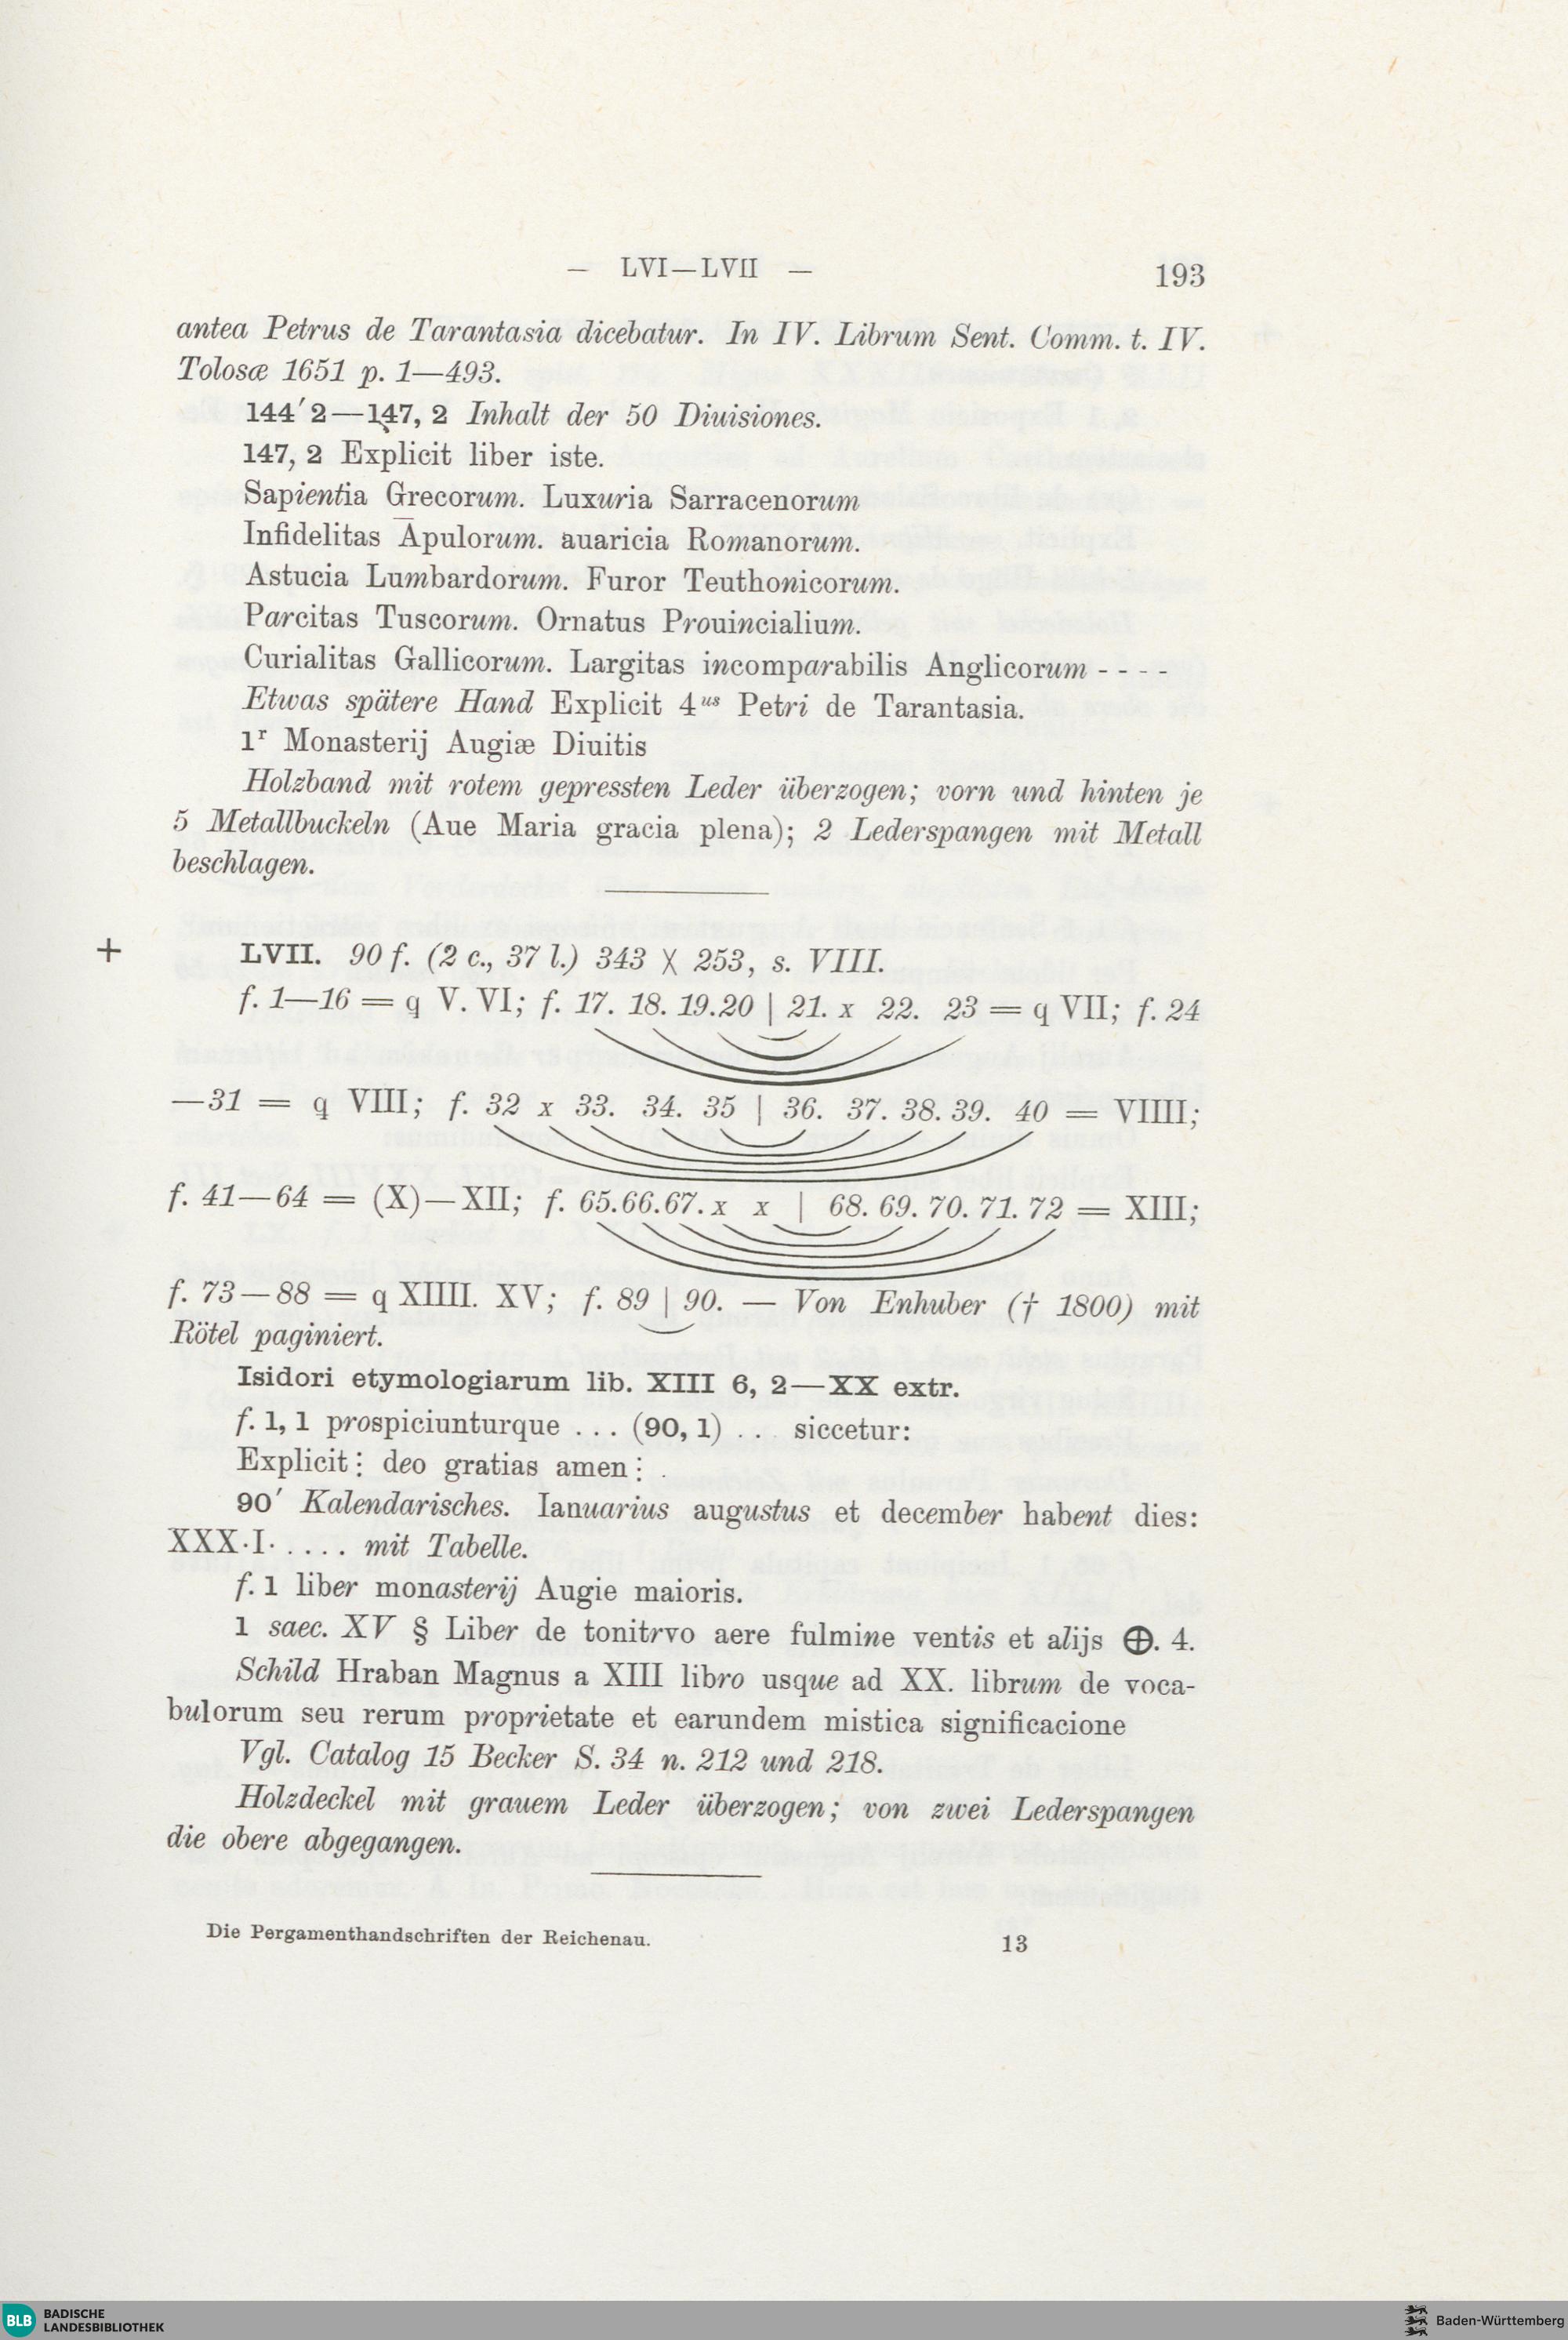 — LVI—LVII — 193
antea Petrus de Tarantasia dicebatur. In IV. Librum Sent. Comm. t. IV.
Tolosæ 1651 p. 1—493.
144′2—147, 2 Inhalt der 50 Diuisiones.
147, 2 Explicit liber iste.
Sapientia Grecorum. Luxuria Sarracenorum
Infidelitas A̅pulorum. auaricia Romanorum.
Astucia Lumbardorum. Furor Teuthonicorum.
Parcitas Tuscorum. Ornatus Prouincialium.
Curialitas Gallicorum. Largitas incomparabilis Anglicorum - - - -
Etwas spätere Hand Explicit 4ᵘˢ Petri de Tarantasia.
1ʳ Monasterij Augiæ Diuitis
Holzband mit rotem gepressten Leder überzogen; vorn und hinten je
5 Metallbuckeln (Aue Maria gracia plena); 2 Lederspangen mit Metall
beschlagen.
+ LVII. 90 f. (2 c., 37 l.) 343 X 253, s. VIII.
f. 1—16 = q V. VI; f. 17. 18. 19.20 | 21. x 22. 23 = q VII; f. 24
—31 = q VIII; f. 32 x 33. 34. 35 | 36. 37. 38. 39. 40 = VIIII;
f. 41—64 = (X)—XII; f. 65.66.67. x x | 68. 69. 70. 71. 72 = XIII;
f. 73—88 = q XIIII. XV; f. 89 | 90. — Von Enhuber († 1800) mit
Rötel paginiert.
Isidori etymologiarum lib. XIII 6, 2—XX extr.
f. 1, 1 prospiciunturque . . . (90, 1) . . siccetur:
Explicit⋮ deo gratias amen⋮ .
90′ Kalendarisches. Ianuarius augustus et december habent dies:
XXX·I· . . . . mit Tabelle.
f. 1 liber monasterij Augie maioris.
1 saec. XV § Liber de tonitrvo aere fulmine ventis et alijs ⊕. 4.
Schild Hraban Magnus a XIII libro usque ad XX. librum de voca-
bulorum seu rerum proprietate et earundem mistica significacione
Vgl. Catalog 15 Becker S. 34 n. 212 und 218.
Holzdeckel mit grauem Leder überzogen; von zwei Lederspangen
die obere abgegangen.
Die Pergamenthandschriften der Reichenau. 13
BLB BADISCHE
LANDESBIBLIOTHEK
Baden-Württemberg